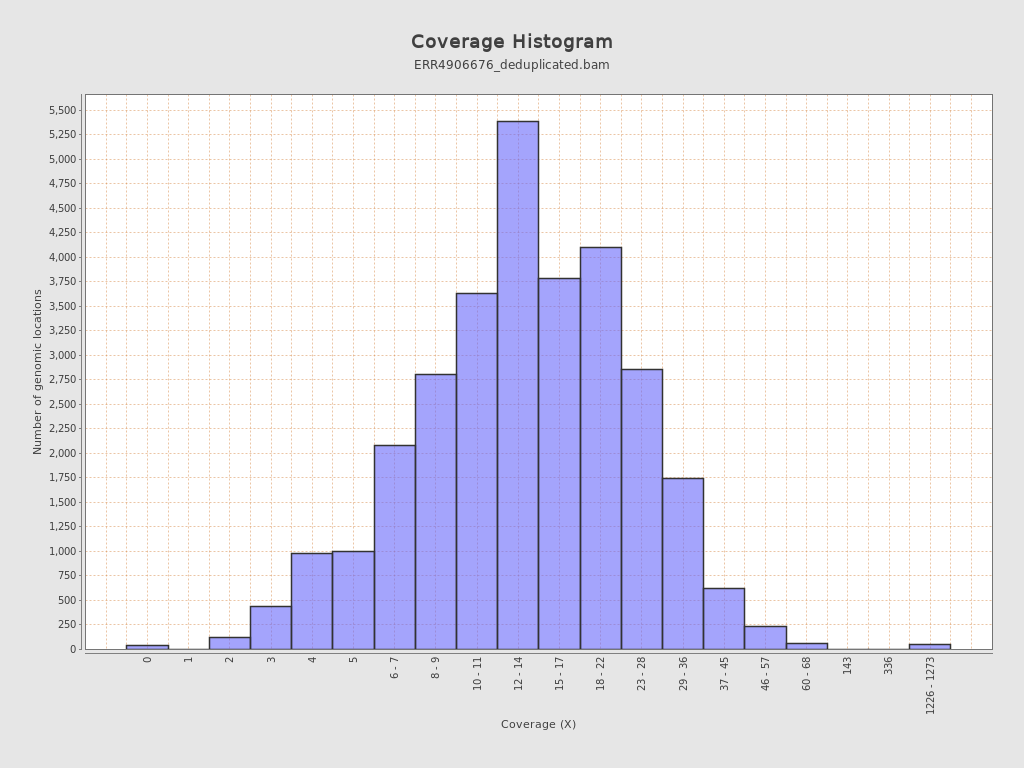 Coverage Histogram
ERR4906676_deduplicated.bam
Number of genomic locations
5,500
5,250
5,000
4,750
4,500
4,250
4,000
3,750
3,500
3,250
3,000
2,750
2,500
2,250
2,000
1,750
1,500
1,250
1,000
750
500
250
0
0
1
2
3
4
5
6 - 7
8 - 9
10 - 11
12 - 14
15 - 17
18 - 22
23 - 28
29 - 36
37 - 45
46 - 57
60 - 68
143
336
1226 - 1273
Coverage (X)